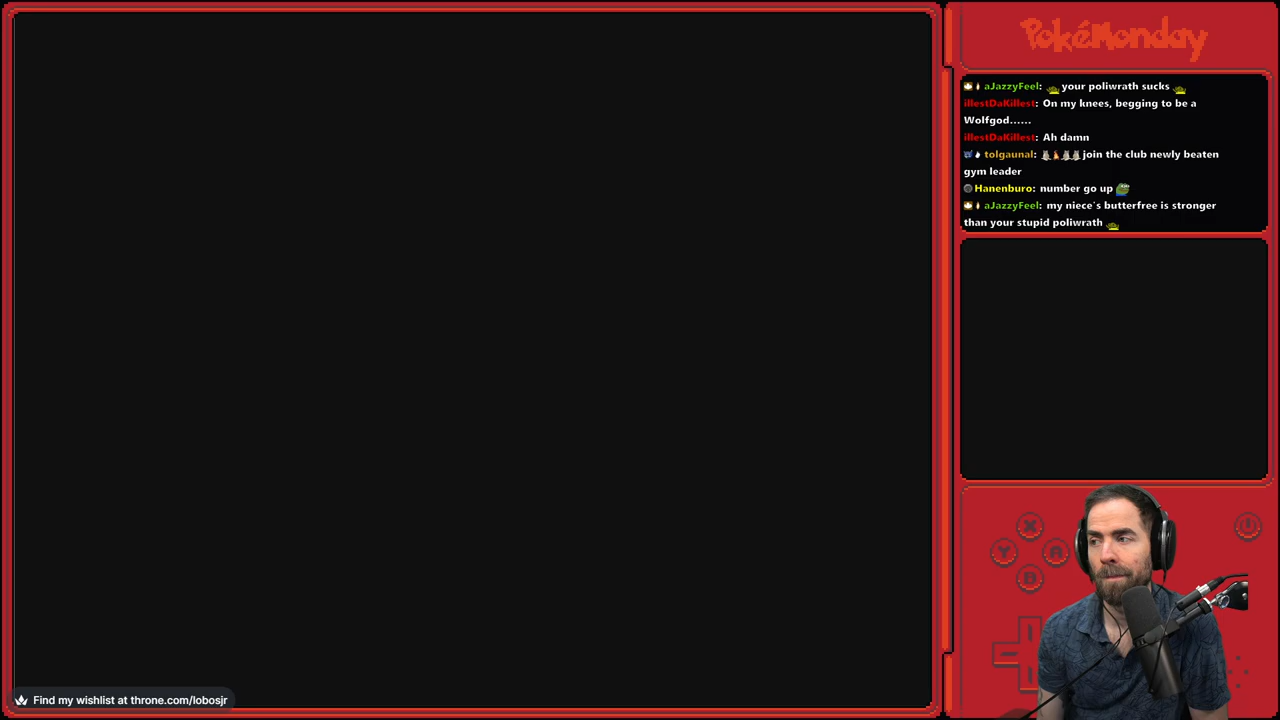 PokéMonday
aJazzyFeel: your poliwrath sucks
illestDaKillest: On my knees, begging to be a
Wolfgod......
illestDaKillest: Ah damn
tolgaunal: join the club newly beaten
gym leader
Hanenburo: number go up
aJazzyFeel: my niece's butterfree is stronger
than your stupid poliwrath
X
Y A
B
Find my wishlist at throne.com/lobosjr